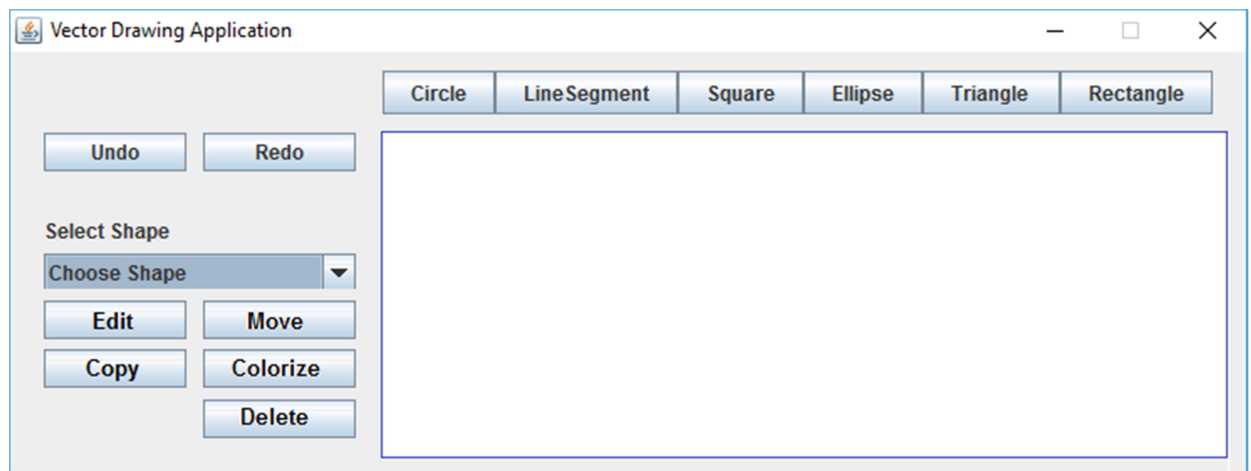 Vector Drawing Application
Circle LineSegment Square Ellipse Triangle Rectangle
Undo Redo
Select Shape
Choose Shape
Edit Move
Copy Colorize
Delete